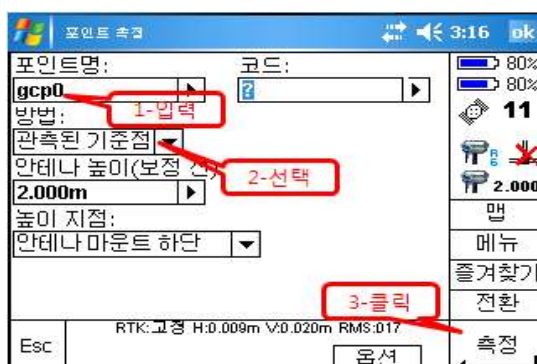 포인트 측정
3:16 ok
포인트명:
코드:
80%
gcp0
?
80%
1-입력
11
방법:
관측된 기준점
안테나 높이(보정 전)
2-선택
2.000m
2.000
높이 지점:
맵
안테나 마운트 하단
메뉴
즐겨찾기
3-클릭
전환
RTK:고정 H:0.009m V:0.020m RMS:017
측정
Esc
옵션